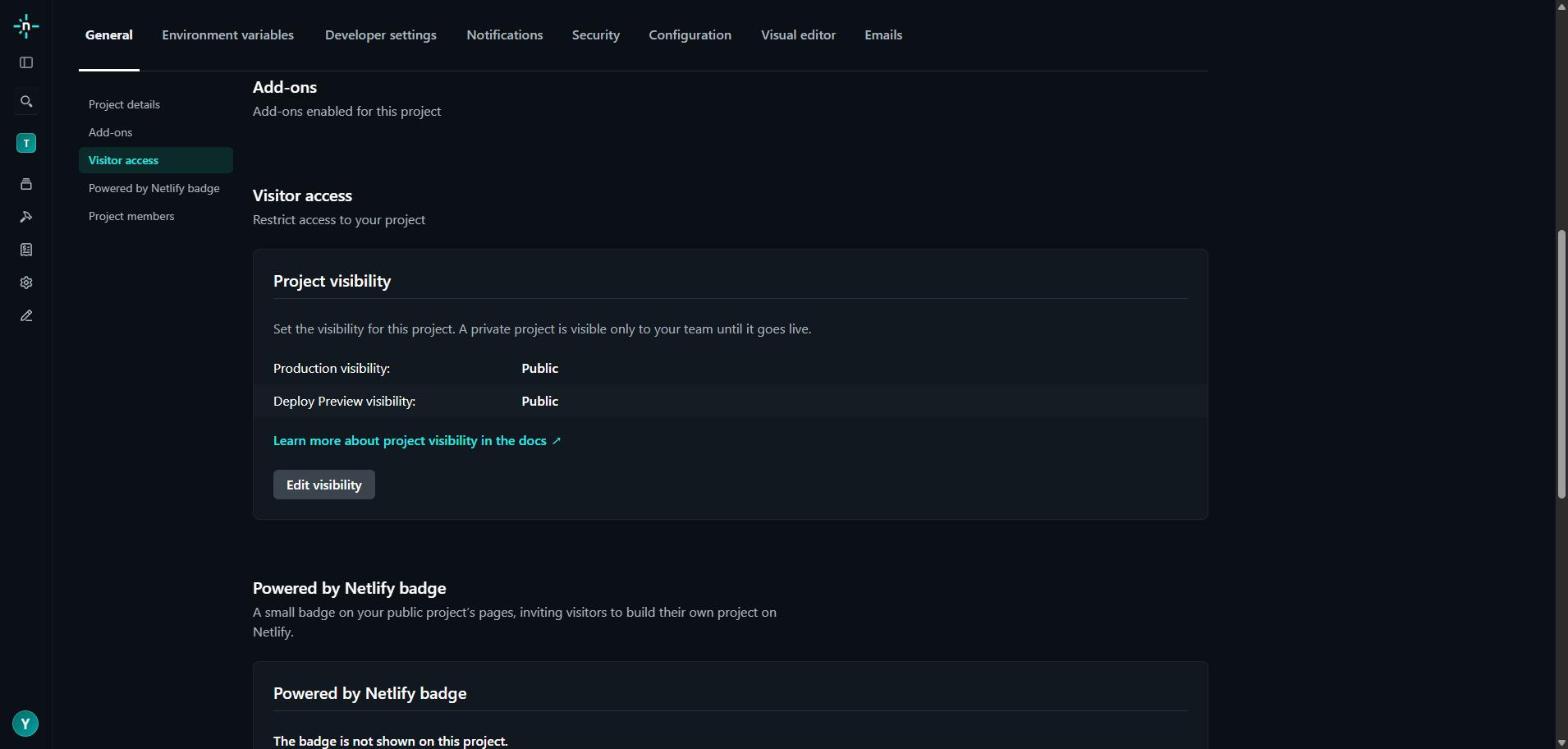 n
General
Environment variables
Developer settings
Notifications
Security
Configuration
Visual editor
Emails
Project details
Add-ons
Visitor access
Powered by Netlify badge
Project members
T
Add-ons
Add-ons enabled for this project
Visitor access
Restrict access to your project
Project visibility
Set the visibility for this project. A private project is visible only to your team until it goes live.
Production visibility: Public
Deploy Preview visibility: Public
Learn more about project visibility in the docs ↗
Edit visibility
Powered by Netlify badge
A small badge on your public project's pages, inviting visitors to build their own project on
Netlify.
Powered by Netlify badge
The badge is not shown on this project.
Y